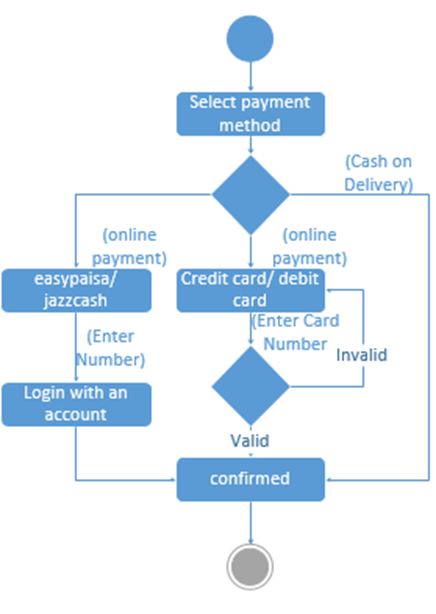 Select payment
method
(Cash on
Delivery)
(online
payment)
(online
payment)
easypaisa/
jazzcash
Credit card/ debit
card
(Enter
Number)
(Enter Card
Number
Invalid
Login with an
account
Valid
confirmed